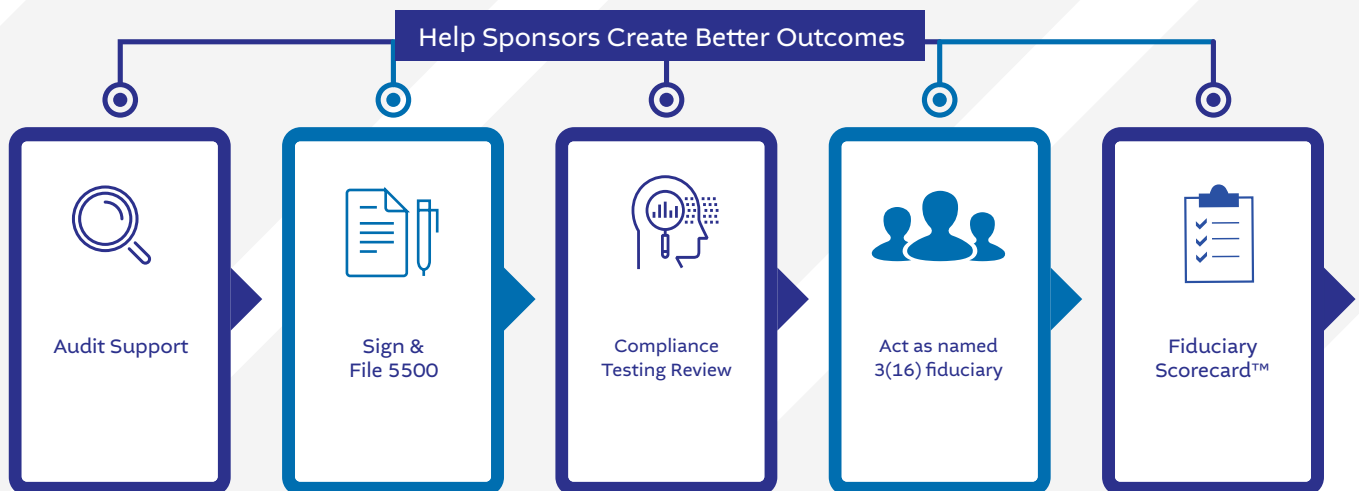 Help Sponsors Create Better Outcomes
Audit Support
Sign &
File 5500
Compliance
Testing Review
Act as named
3(16) fiduciary
Fiduciary
Scorecard™